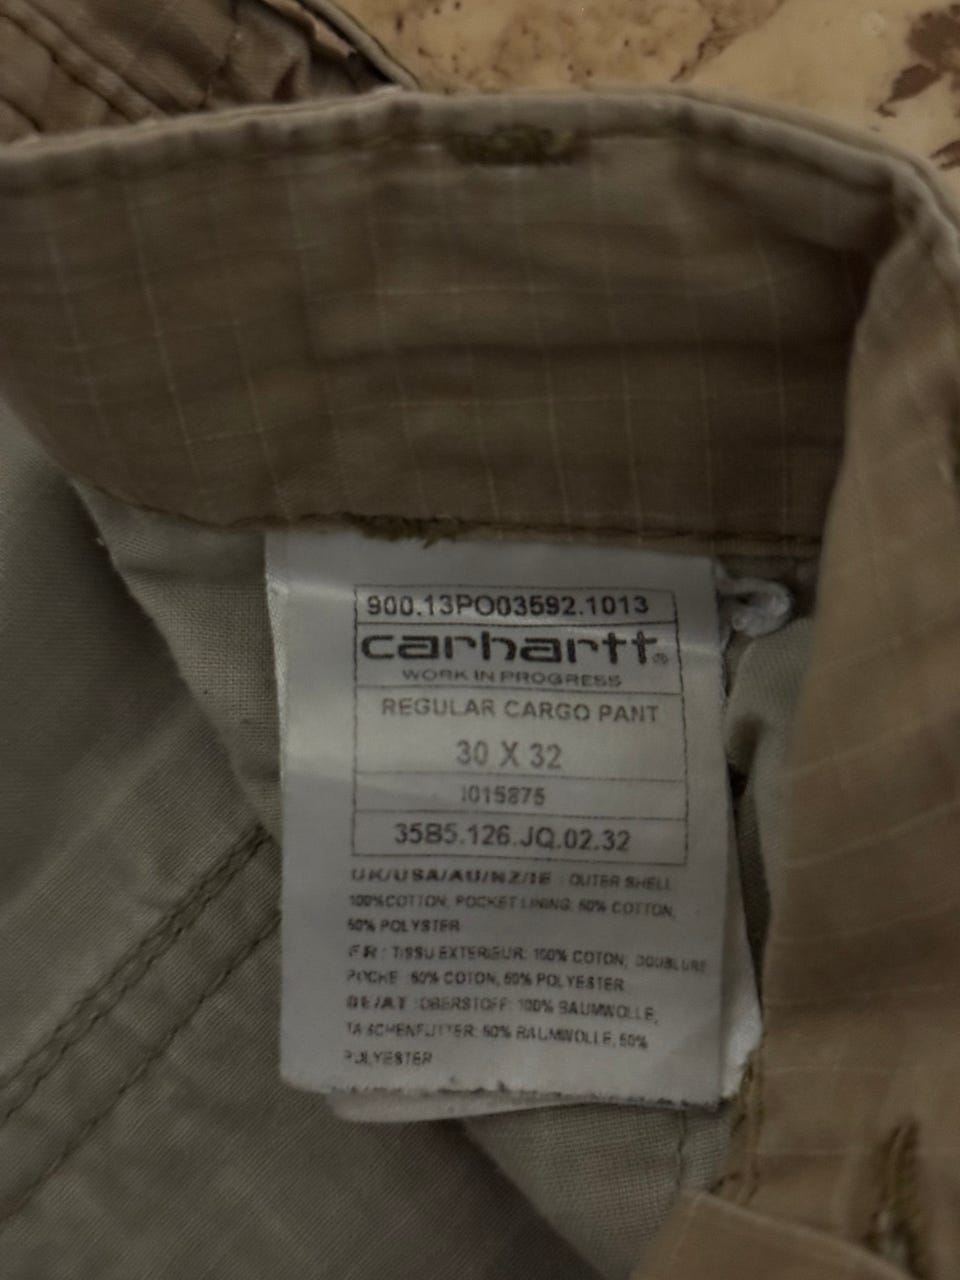 900.13PO03592.1013
carhartt®
WORK IN PROGRESS
REGULAR CARGO PANT
30 X 32
I015875
35B5.126.JQ.02.32
UK/USA/AU/NZ/IE : OUTER SHELL:
100%COTTON, POCKET LINING: 50% COTTON,
50% POLYSTER
FR : TISSU EXTERIEUR: 100% COTON; DOUBLURE
POCHE : 50% COTON, 50% POLYESTER
DE/AT :OBERSTOFF: 100% BAUMWOLLE;
TASCHENFUTTER: 50% BAUMWOLLE, 50%
POLYESTER